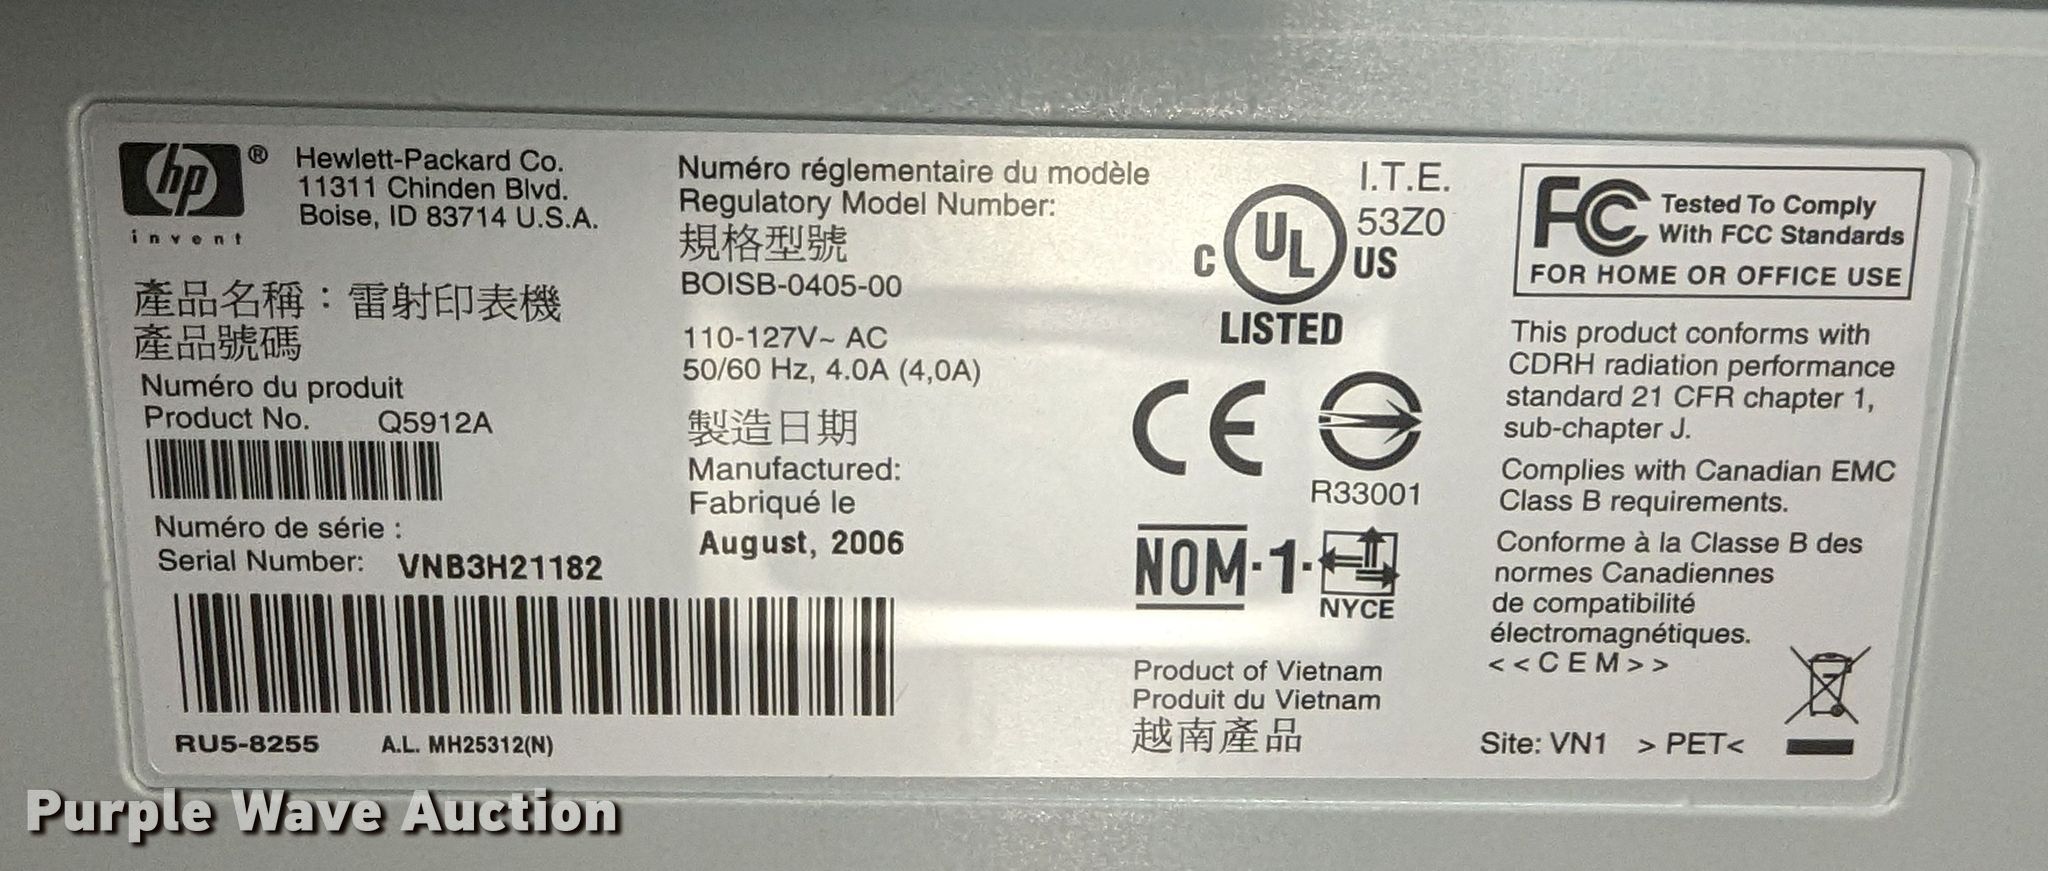 hp ®
invent
Hewlett-Packard Co.
11311 Chinden Blvd.
Boise, ID 83714 U.S.A.
產品名稱：雷射印表機
產品號碼
Numéro du produit
Product No. Q5912A
Numéro de série :
Serial Number: VNB3H21182
RU5-8255 A.L. MH25312(N)
Numéro réglementaire du modèle
Regulatory Model Number:
規格型號
BOISB-0405-00
110-127V~ AC
50/60 Hz, 4.0A (4,0A)
製造日期
Manufactured:
Fabriqué le
August, 2006
I.T.E.
53Z0
C UL US
LISTED
CE
R33001
NOM-1-
NYCE
Product of Vietnam
Produit du Vietnam
越南產品
FC Tested To Comply
With FCC Standards
FOR HOME OR OFFICE USE
This product conforms with
CDRH radiation performance
standard 21 CFR chapter 1,
sub-chapter J.
Complies with Canadian EMC
Class B requirements.
Conforme à la Classe B des
normes Canadiennes
de compatibilité
électromagnétiques.
<<CEM>>
Site: VN1 > PET<
Purple Wave Auction